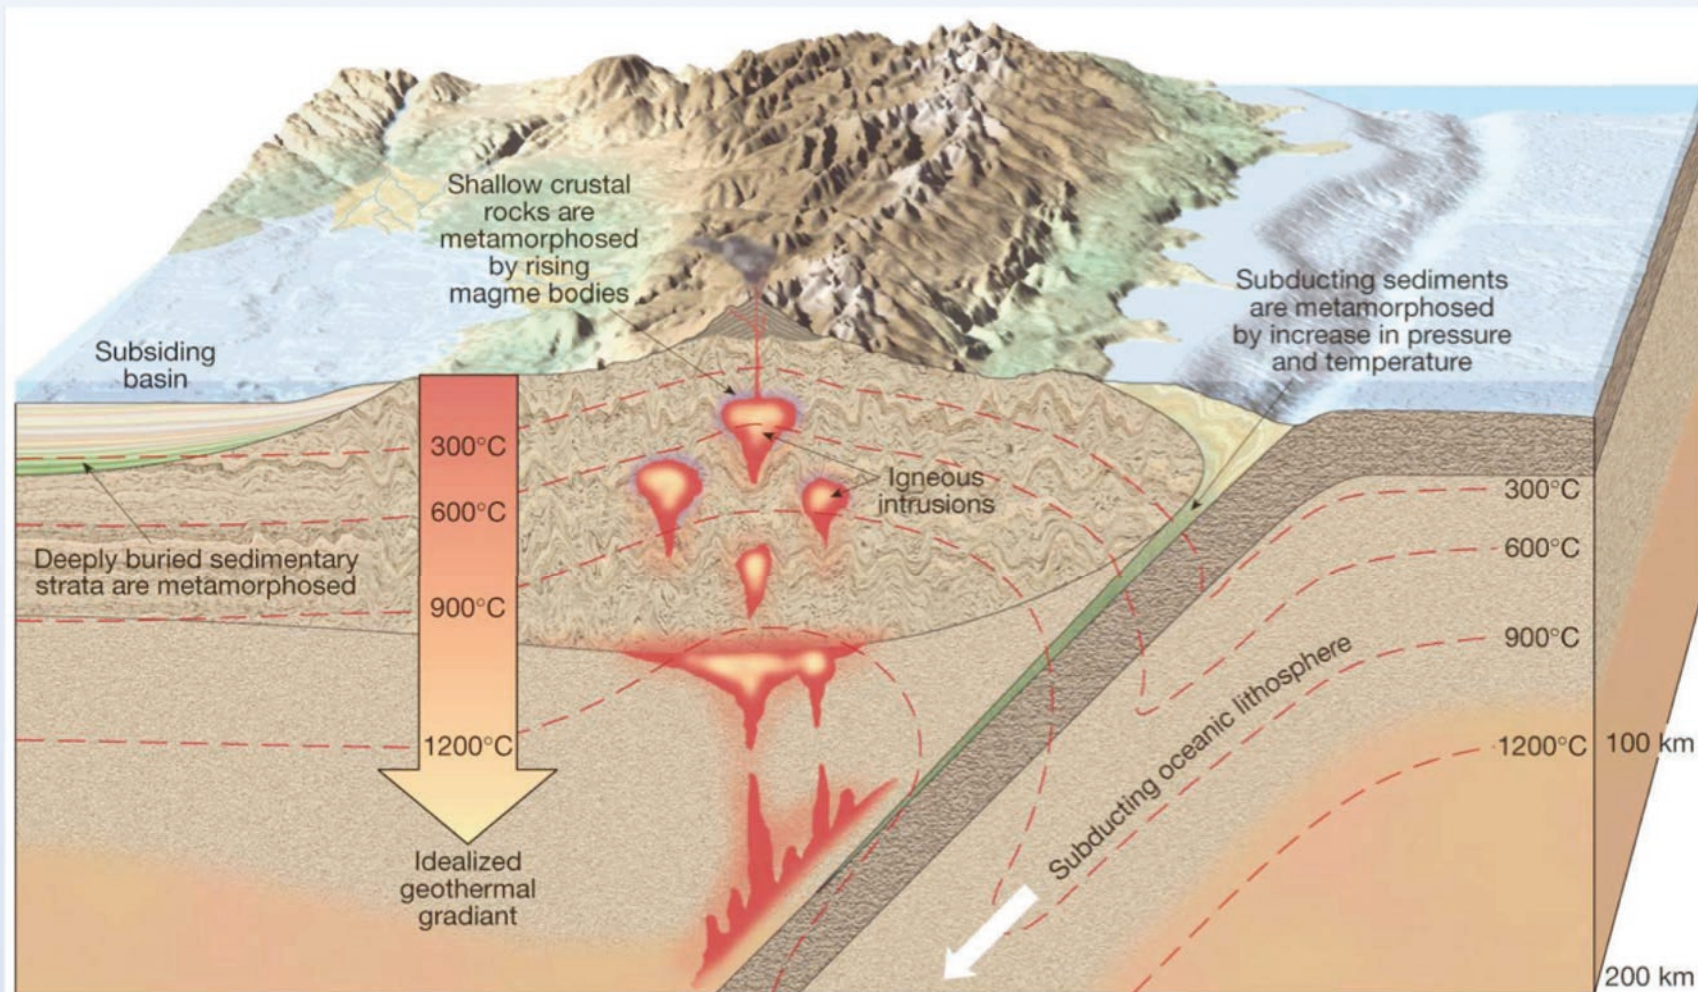 Shallow crustal
rocks are
metamorphosed
by rising
magme bodies
Subducting sediments
are metamorphosed
by increase in pressure
and temperature
Subsiding
basin
300°C
600°C
900°C
1200°C
Igneous
intrusions
Deeply buried sedimentary
strata are metamorphosed
300°C
600°C
900°C
1200°C
100 km
Subducting oceanic lithosphere
Idealized
geothermal
gradiant
200 km